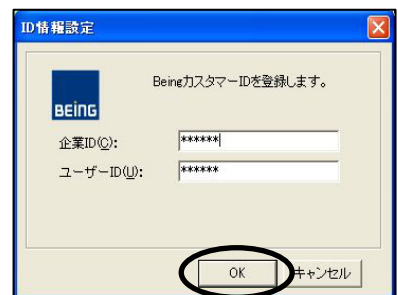 ID情報設定
BeingカスタマーIDを登録します。
BEiNG
企業ID(C):
******
ユーザーID(U):
******
OK
キャンセル